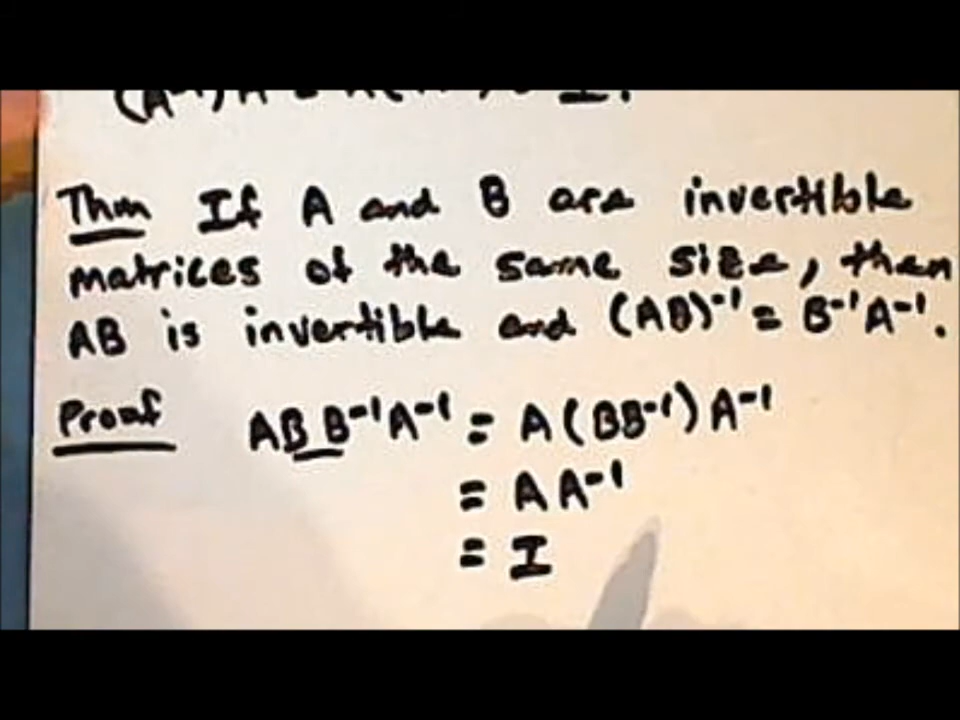 Thm If A and B are invertible
matrices of the same size, then
AB is invertible and (AB)⁻¹ = B⁻¹A⁻¹.
Proof ABB⁻¹A⁻¹ = A(BB⁻¹)A⁻¹
= AA⁻¹
= I